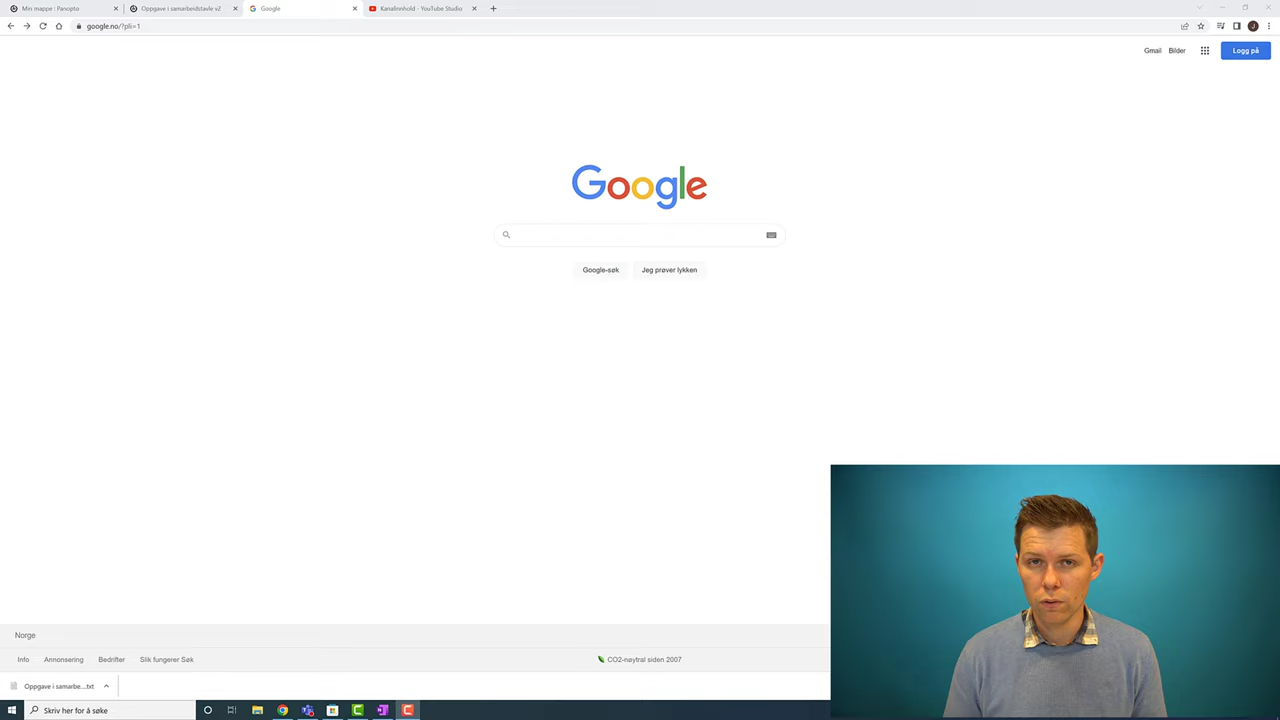 Min mappe : Panopto
Oppgave i samarbeidstavle v2
Google
Kanalinnhold - YouTube Studio
google.no/?pli=1
J
Gmail
Bilder
Logg på
Google
Google-søk
Jeg prøver lykken
Norge
Info
Annonsering
Bedrifter
Slik fungerer Søk
CO2-nøytral siden 2007
Oppgave i samarbe....txt
Skriv her for å søke